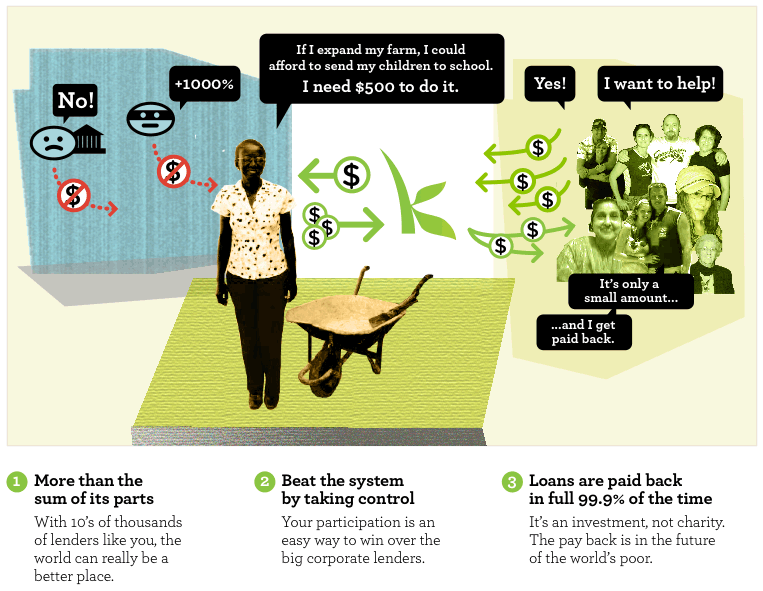 No!
+1000%
If I expand my farm, I could
afford to send my children to school.
I need $500 to do it.
Yes!
I want to help!
$
$
$
$
$
$
$
$
$
$
$
It's only a
small amount...
...and I get
paid back.
1 More than the
sum of its parts
With 10's of thousands
of lenders like you, the
world can really be a
better place.
2 Beat the system
by taking control
Your participation is an
easy way to win over the
big corporate lenders.
3 Loans are paid back
in full 99.9% of the time
It's an investment, not charity.
The pay back is in the future
of the world's poor.